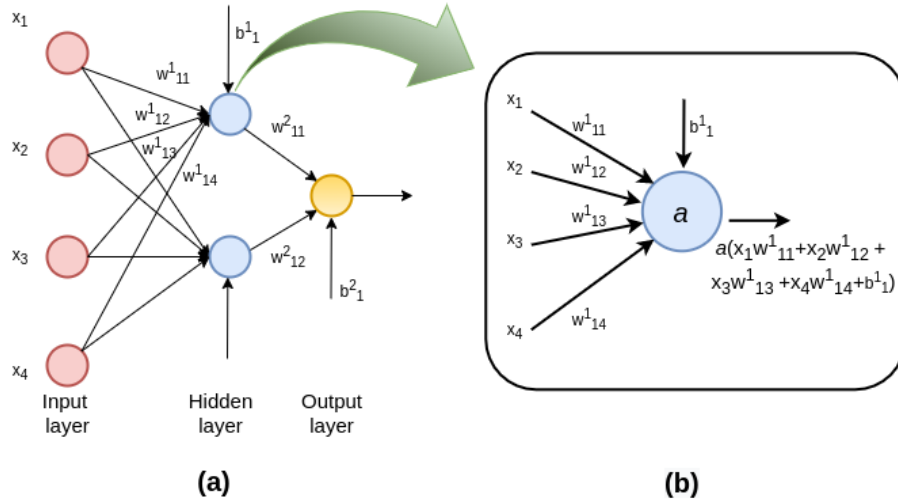 x₁
x₂
x₃
x₄
w¹₁₁
w¹₁₂
w¹₁₃
w¹₁₄
b¹₁
w²₁₁
w²₁₂
b²₁
Input
layer
Hidden
layer
Output
layer
(a)
x₁
x₂
x₃
x₄
w¹₁₁
w¹₁₂
w¹₁₃
w¹₁₄
b¹₁
a
a(x₁w¹₁₁+x₂w¹₁₂ +
x₃w¹₁₃ +x₄w¹₁₄+b¹₁)
(b)